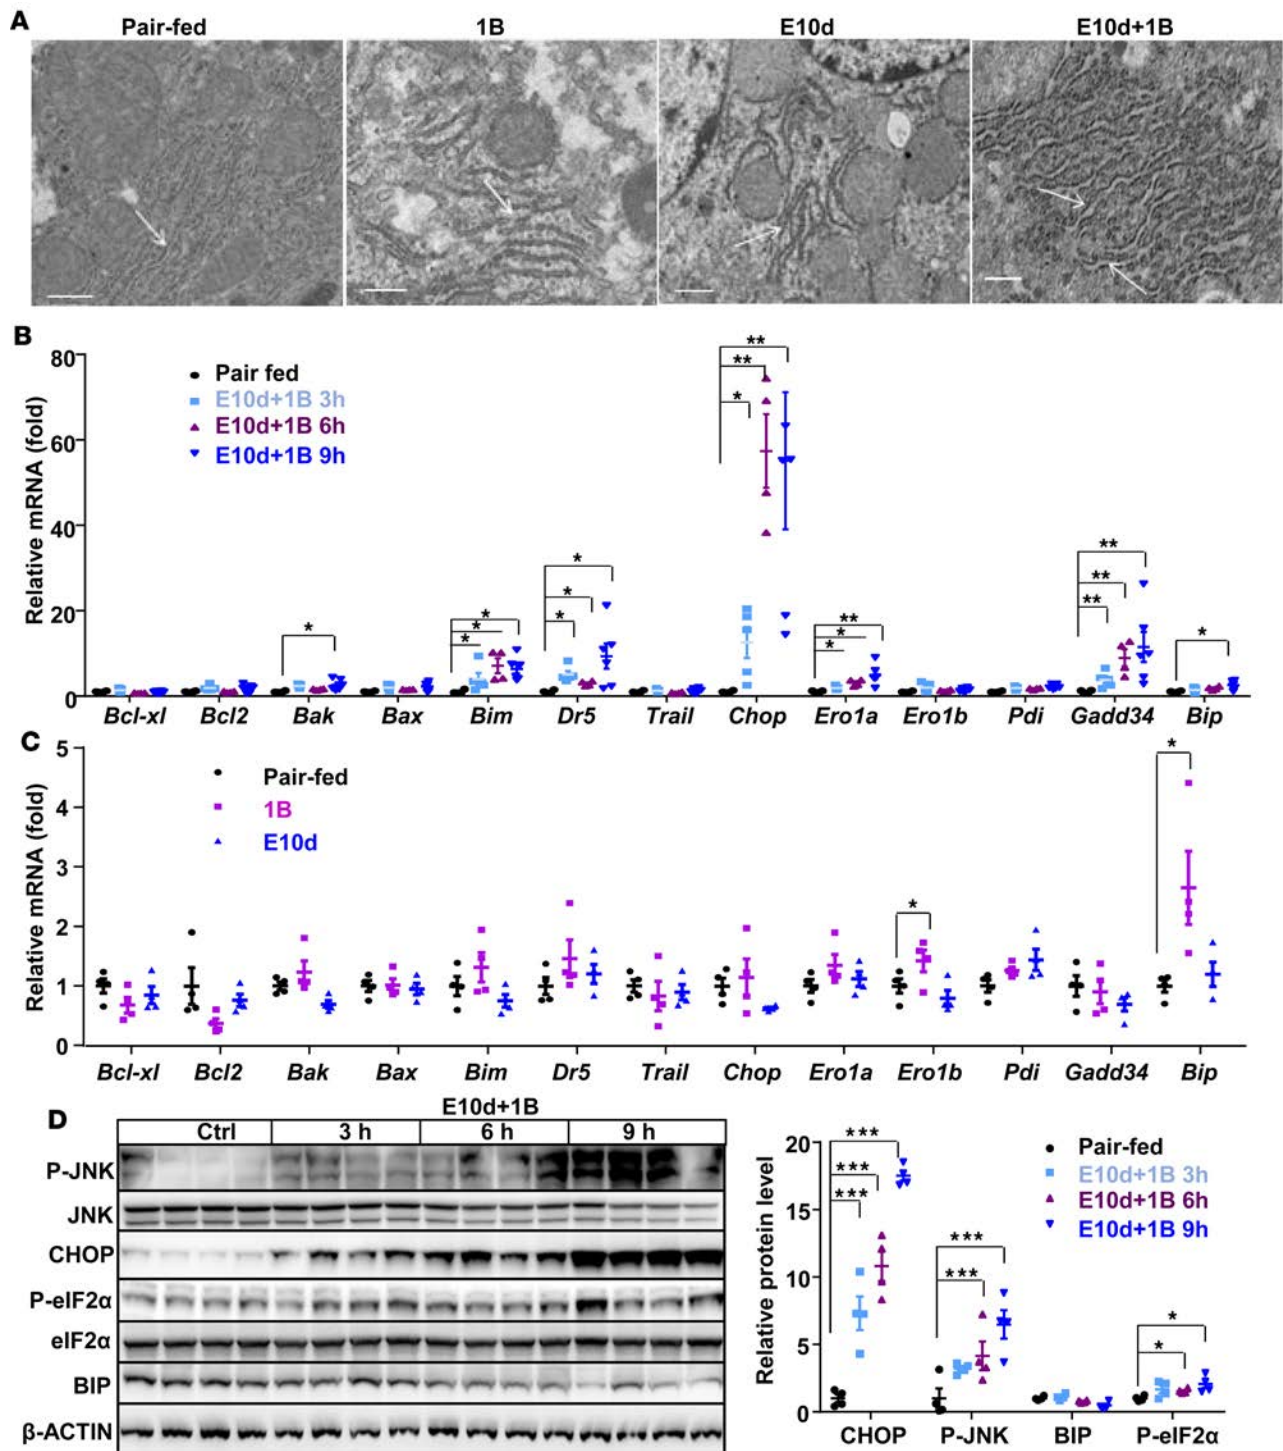 A
Pair-fed 1B E10d E10d+1B
B
Relative mRNA (fold)
80
60
40
20
0
Pair fed
E10d+1B 3h
E10d+1B 6h
E10d+1B 9h
* * * * * * * * ** ** * * ** ** ** ** *
Bcl-xl Bcl2 Bak Bax Bim Dr5 Trail Chop Ero1a Ero1b Pdi Gadd34 Bip
C
Relative mRNA (fold)
5
4
3
2
1
0
Pair-fed
1B
E10d
* *
Bcl-xl Bcl2 Bak Bax Bim Dr5 Trail Chop Ero1a Ero1b Pdi Gadd34 Bip
D
E10d+1B
Ctrl 3 h 6 h 9 h
P-JNK
JNK
CHOP
P-eIF2α
eIF2α
BIP
β-ACTIN
Relative protein level
20
15
10
5
0
Pair-fed
E10d+1B 3h
E10d+1B 6h
E10d+1B 9h
*** *** *** *** *** * *
CHOP P-JNK BIP P-eIF2α